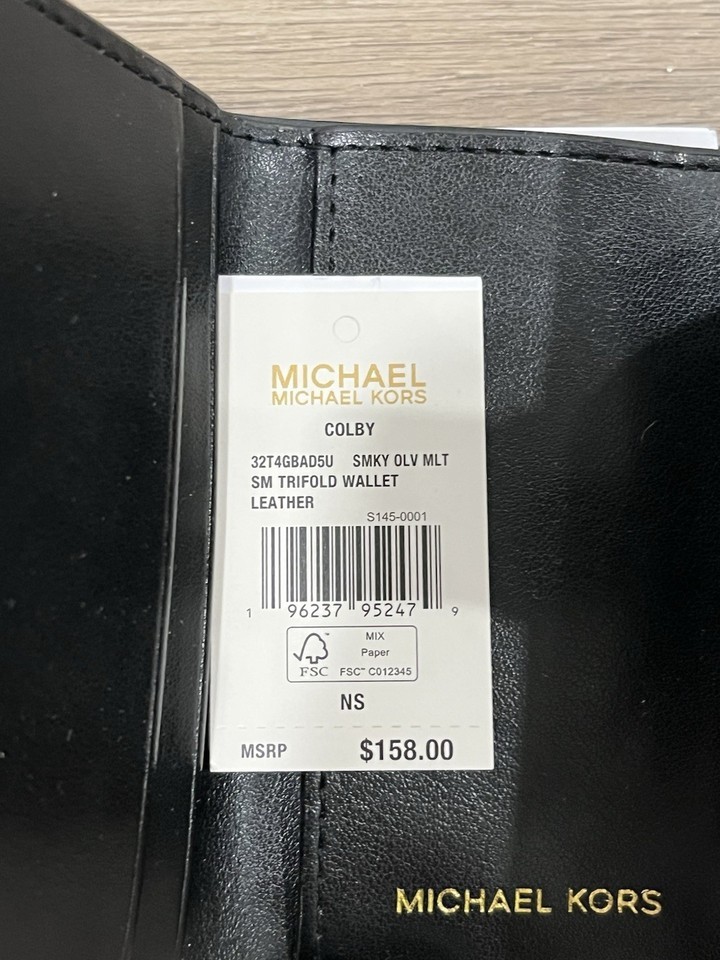 MICHAEL
MICHAEL KORS
COLBY
32T4GBAD5U SMKY OLV MLT
SM TRIFOLD WALLET
LEATHER
S145-0001
1 96237 95247 9
FSC
MIX
Paper
FSC™ C012345
NS
MSRP $158.00
MICHAEL KORS